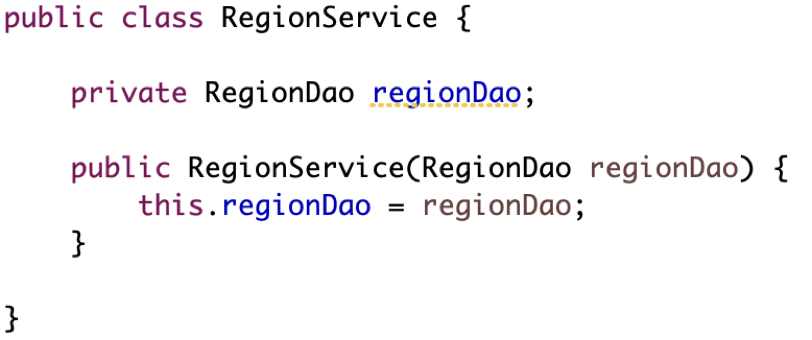 public class RegionService {
private RegionDao regionDao;
public RegionService(RegionDao regionDao) {
this.regionDao = regionDao;
}
}